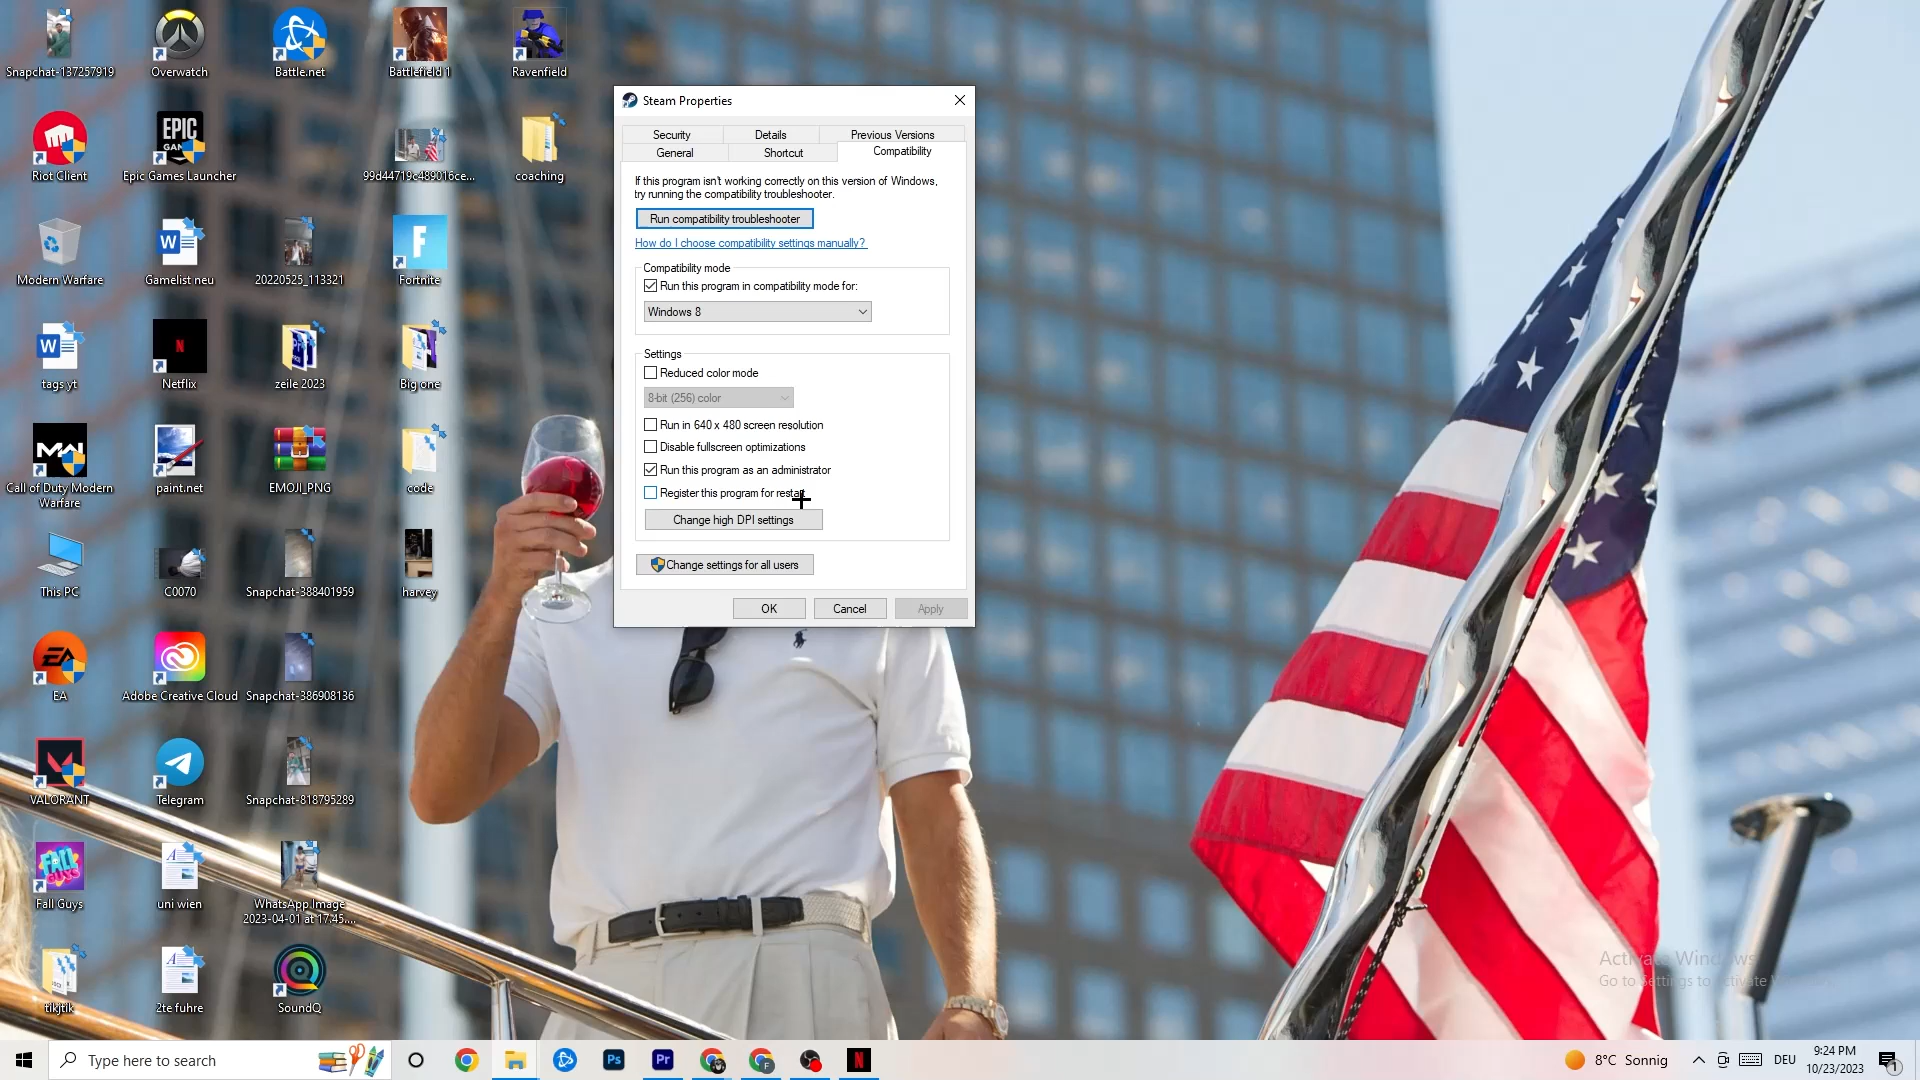 Snapchat-137257919
Overwatch
Battle.net
Battlefield 1
Ravenfield
Riot Client
EPIC
GAM
Epic Games Launcher
99d44719c489016ce...
coaching
Modern Warfare
Gamelist neu
20220525_113321
Fortnite
tags yt
Netflix
zeile 2023
Big one
Call of Duty Modern
Warfare
paint.net
EMOJI_PNG
code
This PC
C0070
Snapchat-388401959
harvey
EA
Adobe Creative Cloud
Snapchat-386908136
VALORANT
Telegram
Snapchat-818795289
FALL
GUYS
Fall Guys
uni wien
WhatsApp Image
2023-04-01 at 17.45....
tikjtik
2te fuhre
SoundQ
Steam Properties
Security
Details
Previous Versions
General
Shortcut
Compatibility
If this program isn't working correctly on this version of Windows,
try running the compatibility troubleshooter.
Run compatibility troubleshooter
How do I choose compatibility settings manually?
Compatibility mode
Run this program in compatibility mode for:
Windows 8
Settings
Reduced color mode
8-bit (256) color
Run in 640 x 480 screen resolution
Disable fullscreen optimizations
Run this program as an administrator
Register this program for restart
Change high DPI settings
Change settings for all users
OK
Cancel
Apply
Activate Windows
Go to Settings to activate
Type here to search
Ps
Pr
8°C Sonnig
DEU
9:24 PM
10/23/2023
1